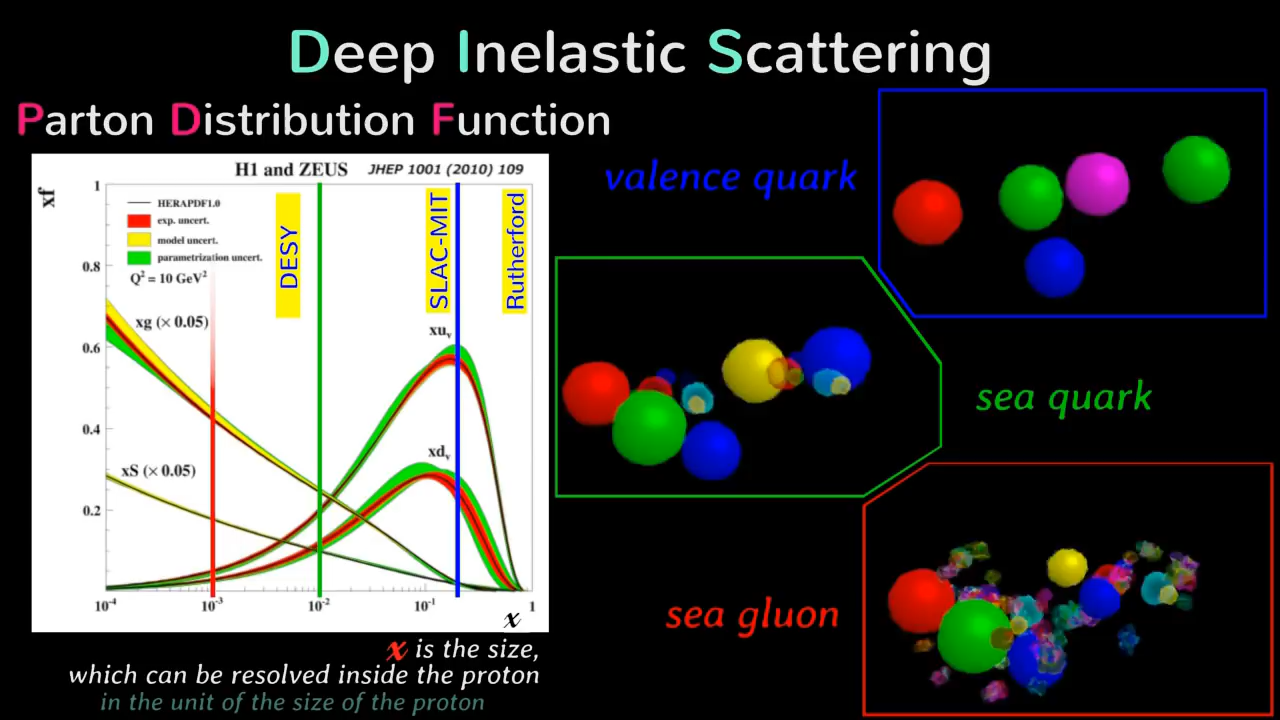 Deep Inelastic Scattering
Parton Distribution Function
H1 and ZEUS JHEP 1001 (2010) 109
xf
1
HERAPDF1.0
exp. uncert.
model uncert.
parametrization uncert.
Q² = 10 GeV²
DESY
SLAC-MIT
Rutherford
0.8
xg (× 0.05)
xuᵥ
0.6
0.4
xdᵥ
xS (× 0.05)
0.2
10⁻⁴ 10⁻³ 10⁻² 10⁻¹ 1
x
x is the size,
which can be resolved inside the proton
in the unit of the size of the proton
valence quark
sea quark
sea gluon